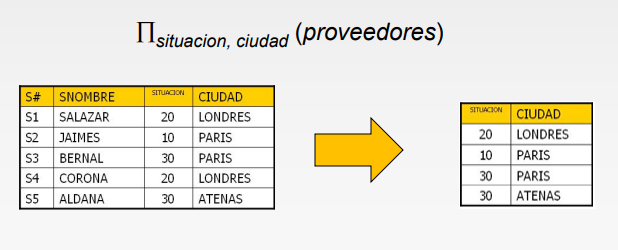 ∏situacion, ciudad (proveedores)
S# SNOMBRE SITUACION CIUDAD
S1 SALAZAR 20 LONDRES
S2 JAIMES 10 PARIS
S3 BERNAL 30 PARIS
S4 CORONA 20 LONDRES
S5 ALDANA 30 ATENAS
SITUACION CIUDAD
20 LONDRES
10 PARIS
30 PARIS
30 ATENAS